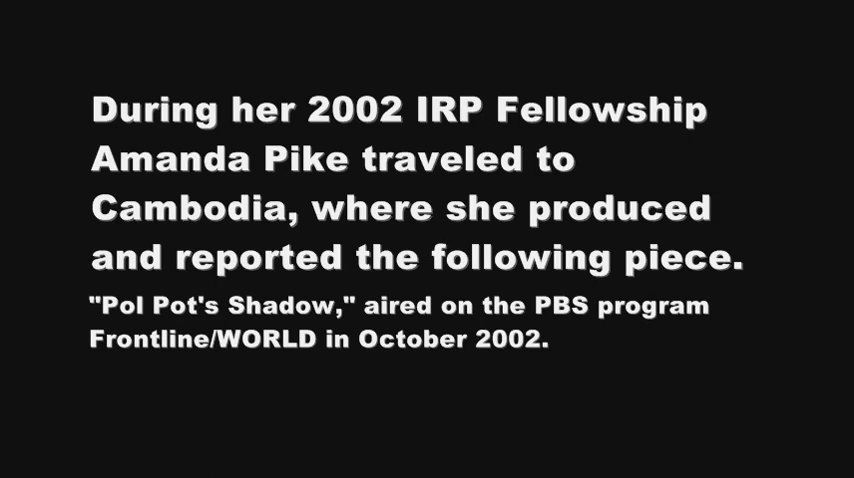 During her 2002 IRP Fellowship
Amanda Pike traveled to
Cambodia, where she produced
and reported the following piece.
"Pol Pot's Shadow," aired on the PBS program
Frontline/WORLD in October 2002.